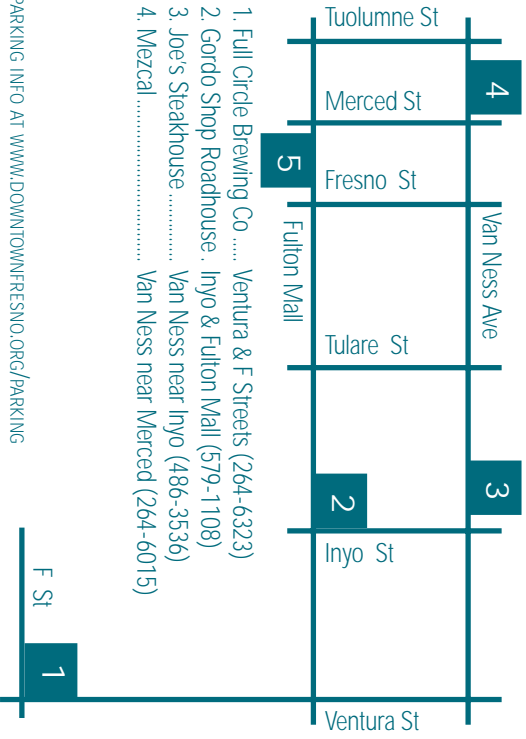 Tuolumne St
Merced St
Fresno St
Tulare St
Inyo St
Ventura St
Van Ness Ave
Fulton Mall
F St
4
5
3
2
1
1. Full Circle Brewing Co ..... Ventura & F Streets (264-6323)
2. Gordo Shop Roadhouse . Inyo & Fulton Mall (579-1108)
3. Joe's Steakhouse .............. Van Ness near Inyo (486-3536)
4. Mezcal ................................ Van Ness near Merced (264-6015)
PARKING INFO AT WWW.DOWNTOWNFRESNO.ORG/PARKING